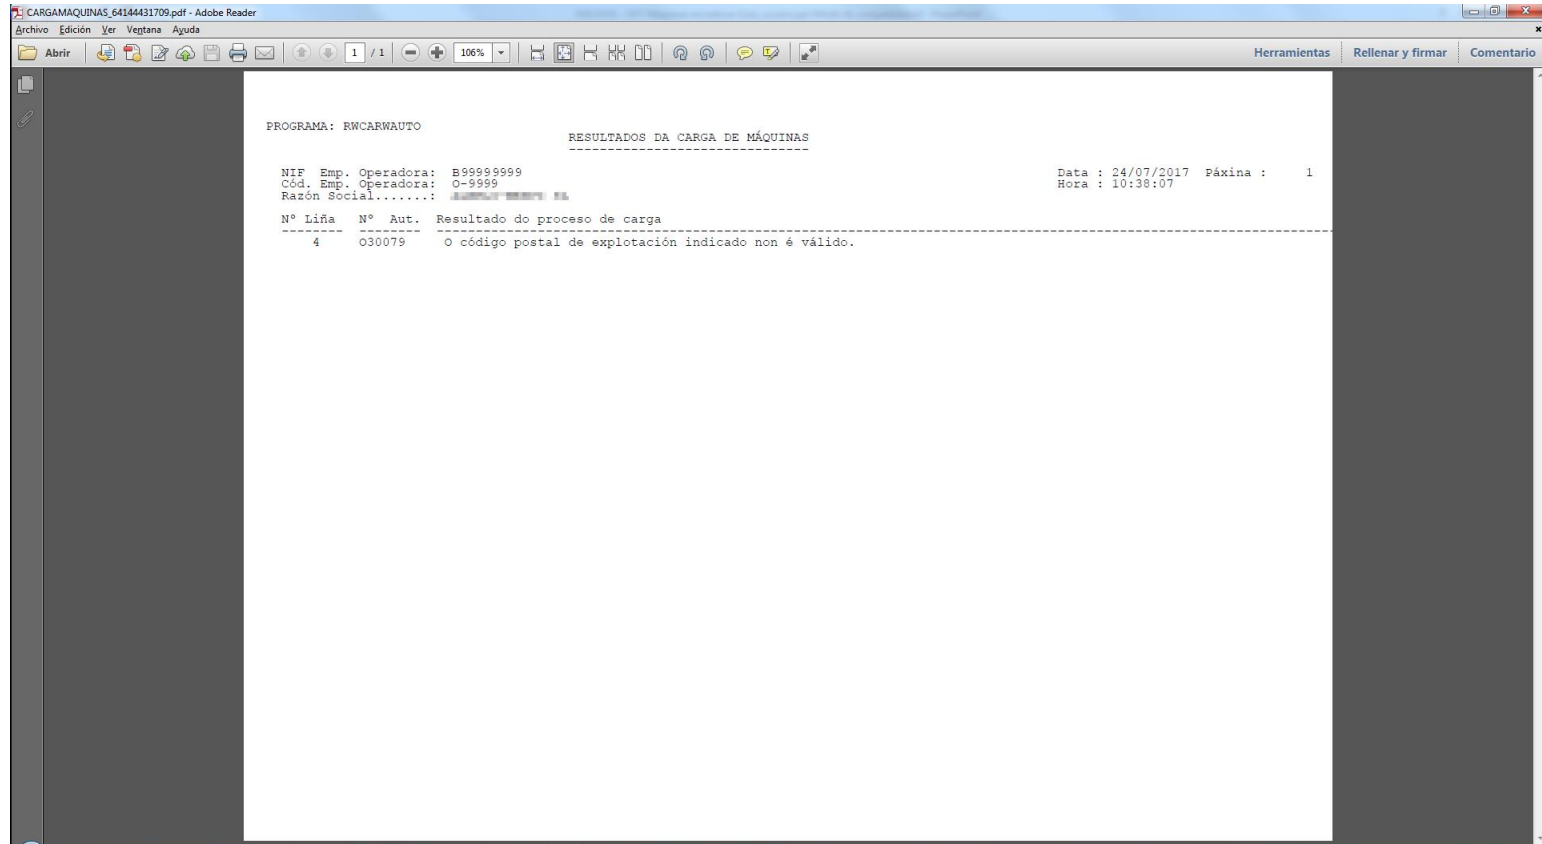 CARGAMAQUINAS_64144431709.pdf - Adobe Reader
Archivo Edición Ver Ventana Ayuda
Abrir 1 / 1 106% Herramientas Rellenar y firmar Comentario
PROGRAMA: RWCARWAUTO
RESULTADOS DA CARGA DE MÁQUINAS
-------------------------------
NIF Emp. Operadora: B99999999 Data : 24/07/2017 Páxina : 1
Cód. Emp. Operadora: O-9999 Hora : 10:38:07
Razón Social.......:
Nº Liña Nº Aut. Resultado do proceso de carga
4 O30079 O código postal de explotación indicado non é válido.